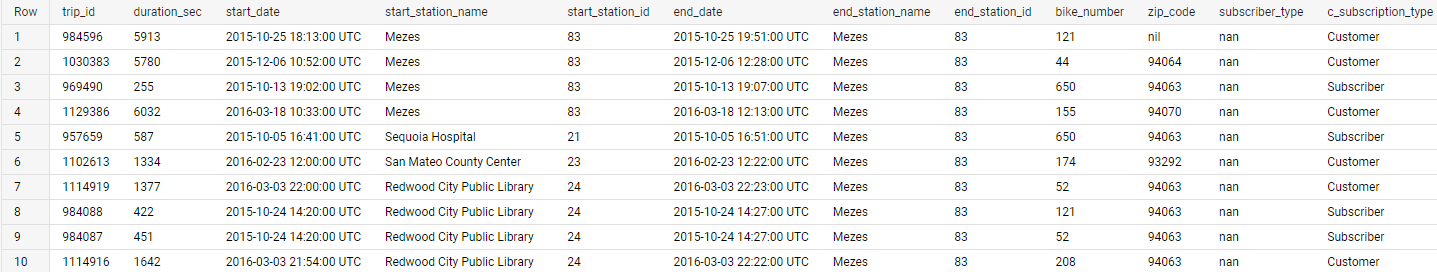 Row trip_id duration_sec start_date start_station_name start_station_id end_date end_station_name end_station_id bike_number zip_code subscriber_type c_subscription_type
1 984596 5913 2015-10-25 18:13:00 UTC Mezes 83 2015-10-25 19:51:00 UTC Mezes 83 121 nil nan Customer
2 1030383 5780 2015-12-06 10:52:00 UTC Mezes 83 2015-12-06 12:28:00 UTC Mezes 83 44 94064 nan Customer
3 969490 255 2015-10-13 19:02:00 UTC Mezes 83 2015-10-13 19:07:00 UTC Mezes 83 650 94063 nan Subscriber
4 1129386 6032 2016-03-18 10:33:00 UTC Mezes 83 2016-03-18 12:13:00 UTC Mezes 83 155 94070 nan Customer
5 957659 587 2015-10-05 16:41:00 UTC Sequoia Hospital 21 2015-10-05 16:51:00 UTC Mezes 83 650 94063 nan Subscriber
6 1102613 1334 2016-02-23 12:00:00 UTC San Mateo County Center 23 2016-02-23 12:22:00 UTC Mezes 83 174 93292 nan Customer
7 1114919 1377 2016-03-03 22:00:00 UTC Redwood City Public Library 24 2016-03-03 22:23:00 UTC Mezes 83 52 94063 nan Customer
8 984088 422 2015-10-24 14:20:00 UTC Redwood City Public Library 24 2015-10-24 14:27:00 UTC Mezes 83 121 94063 nan Subscriber
9 984087 451 2015-10-24 14:20:00 UTC Redwood City Public Library 24 2015-10-24 14:27:00 UTC Mezes 83 52 94063 nan Subscriber
10 1114916 1642 2016-03-03 21:54:00 UTC Redwood City Public Library 24 2016-03-03 22:22:00 UTC Mezes 83 208 94063 nan Customer